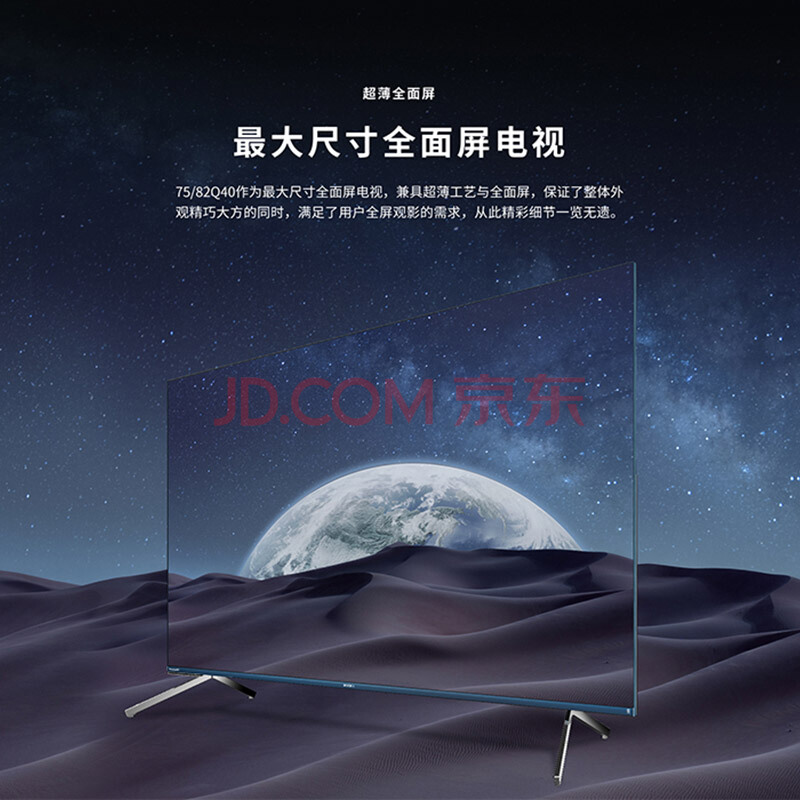 超薄全面屏
最大尺寸全面屏电视
75/82Q40作为最大尺寸全面屏电视，兼具超薄工艺与全面屏，保证了整体外
观精巧大方的同时，满足了用户全屏观影的需求，从此精彩细节一览无遗。
JD.COM 京东